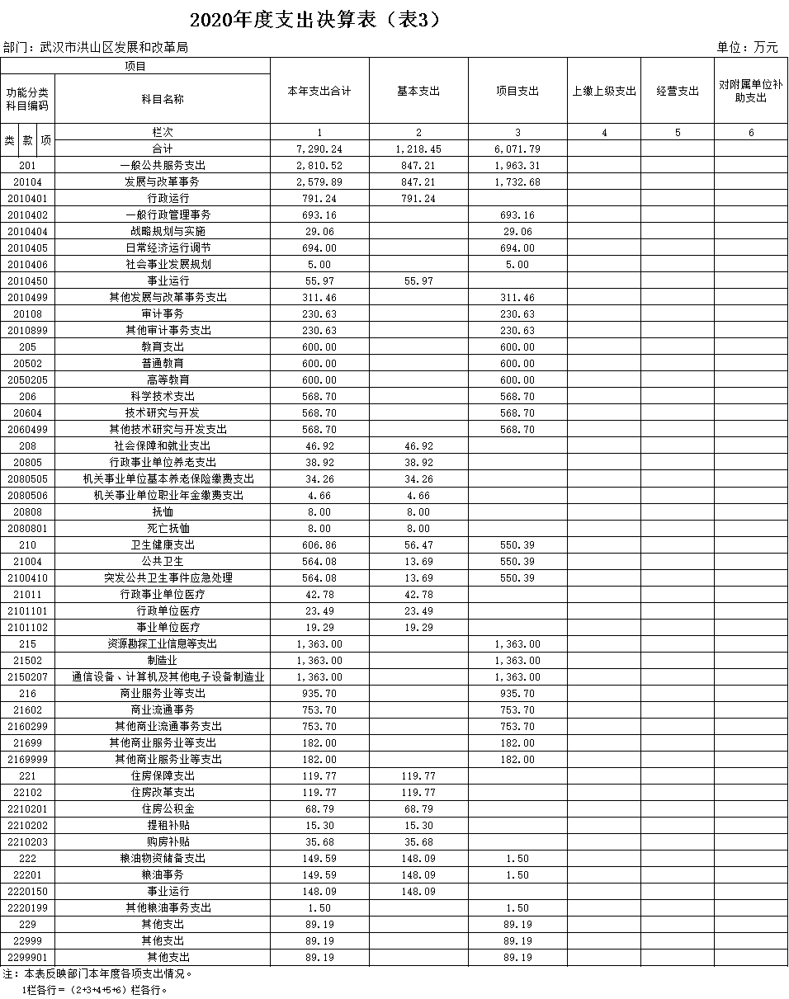 2020年度支出决算表（表3）
部门：武汉市洪山区发展和改革局 单位：万元
项目 本年支出合计 基本支出 项目支出 上缴上级支出 经营支出 对附属单位补助支出
功能分类科目编码 科目名称
类 款 项 栏次 1 2 3 4 5 6
合计 7,290.24 1,218.45 6,071.79
201 一般公共服务支出 2,810.52 847.21 1,963.31
20104 发展与改革事务 2,579.89 847.21 1,732.68
2010401 行政运行 791.24 791.24
2010402 一般行政管理事务 693.16 693.16
2010404 战略规划与实施 29.06 29.06
2010405 日常经济运行调节 694.00 694.00
2010406 社会事业发展规划 5.00 5.00
2010450 事业运行 55.97 55.97
2010499 其他发展与改革事务支出 311.46 311.46
20108 审计事务 230.63 230.63
2010899 其他审计事务支出 230.63 230.63
205 教育支出 600.00 600.00
20502 普通教育 600.00 600.00
2050205 高等教育 600.00 600.00
206 科学技术支出 568.70 568.70
20604 技术研究与开发 568.70 568.70
2060499 其他技术研究与开发支出 568.70 568.70
208 社会保障和就业支出 46.92 46.92
20805 行政事业单位养老支出 38.92 38.92
2080505 机关事业单位基本养老保险缴费支出 34.26 34.26
2080506 机关事业单位职业年金缴费支出 4.66 4.66
20808 抚恤 8.00 8.00
2080801 死亡抚恤 8.00 8.00
210 卫生健康支出 606.86 56.47 550.39
21004 公共卫生 564.08 13.69 550.39
2100410 突发公共卫生事件应急处理 564.08 13.69 550.39
21011 行政事业单位医疗 42.78 42.78
2101101 行政单位医疗 23.49 23.49
2101102 事业单位医疗 19.29 19.29
215 资源勘探工业信息等支出 1,363.00 1,363.00
21502 制造业 1,363.00 1,363.00
2150207 通信设备、计算机及其他电子设备制造业 1,363.00 1,363.00
216 商业服务业等支出 935.70 935.70
21602 商业流通事务 753.70 753.70
2160299 其他商业流通事务支出 753.70 753.70
21699 其他商业服务业等支出 182.00 182.00
2169999 其他商业服务业等支出 182.00 182.00
221 住房保障支出 119.77 119.77
22102 住房改革支出 119.77 119.77
2210201 住房公积金 68.79 68.79
2210202 提租补贴 15.30 15.30
2210203 购房补贴 35.68 35.68
222 粮油物资储备支出 149.59 148.09 1.50
22201 粮油事务 149.59 148.09 1.50
2220150 事业运行 148.09 148.09
2220199 其他粮油事务支出 1.50 1.50
229 其他支出 89.19 89.19
22999 其他支出 89.19 89.19
2299901 其他支出 89.19 89.19
注：本表反映部门本年度各项支出情况。
1栏各行＝（2+3+4+5+6）栏各行。